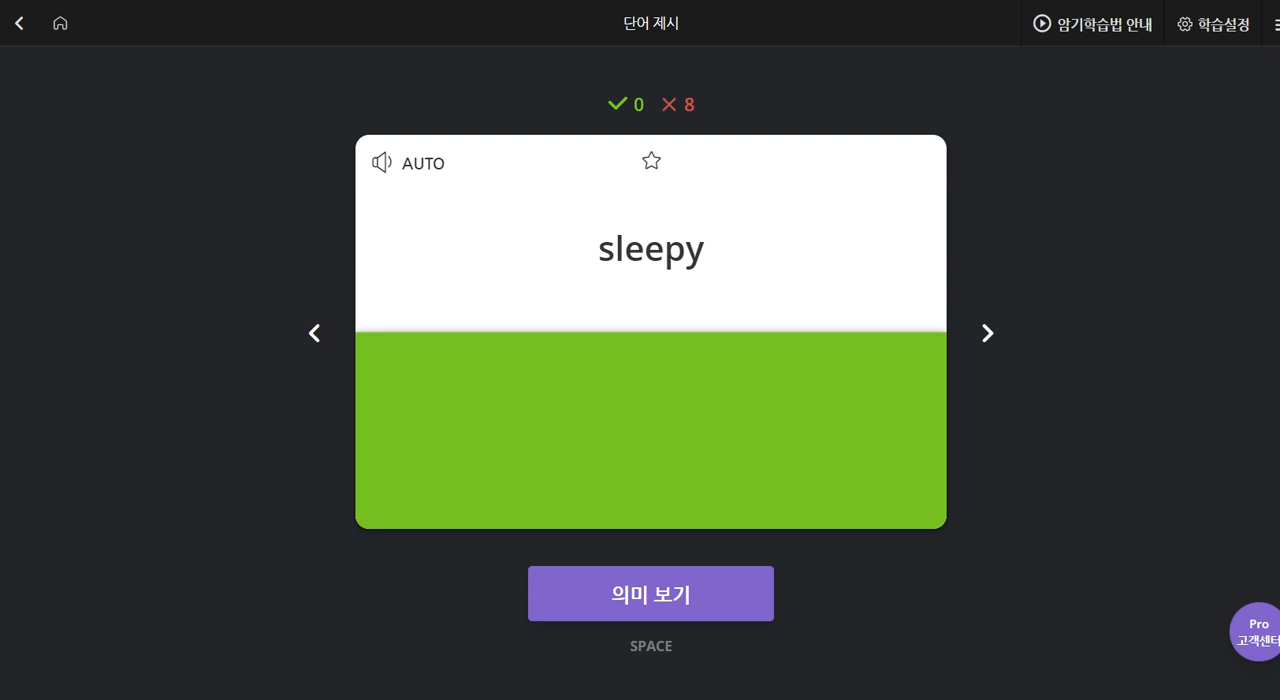 단어 제시
암기학습법 안내
학습설정
0
8
AUTO
sleepy
의미 보기
SPACE
Pro
고객센터